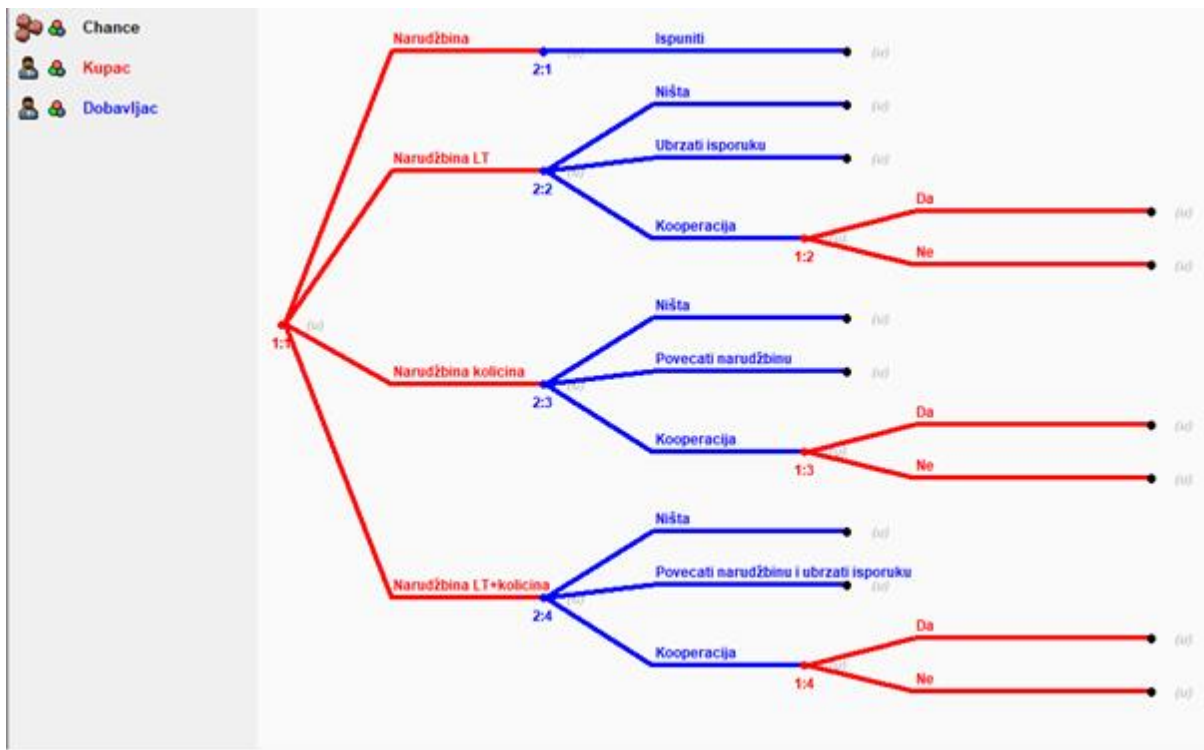 Chance
Kupac
Dobavljac
Narudžbina
Ispuniti
(u)
(u)
2:1
Ništa
(u)
Narudžbina LT
Ubrzati isporuku
(u)
(u)
2:2
Kooperacija
Da
(u)
(u)
1:2
Ne
(u)
Ništa
(u)
(u)
1:1
Narudžbina kolicina
Povecati narudžbinu
(u)
(u)
2:3
Kooperacija
Da
(u)
(u)
1:3
Ne
(u)
Ništa
(u)
Narudžbina LT+kolicina
Povecati narudžbinu i ubrzati isporuku
(u)
(u)
2:4
Kooperacija
Da
(u)
(u)
1:4
Ne
(u)